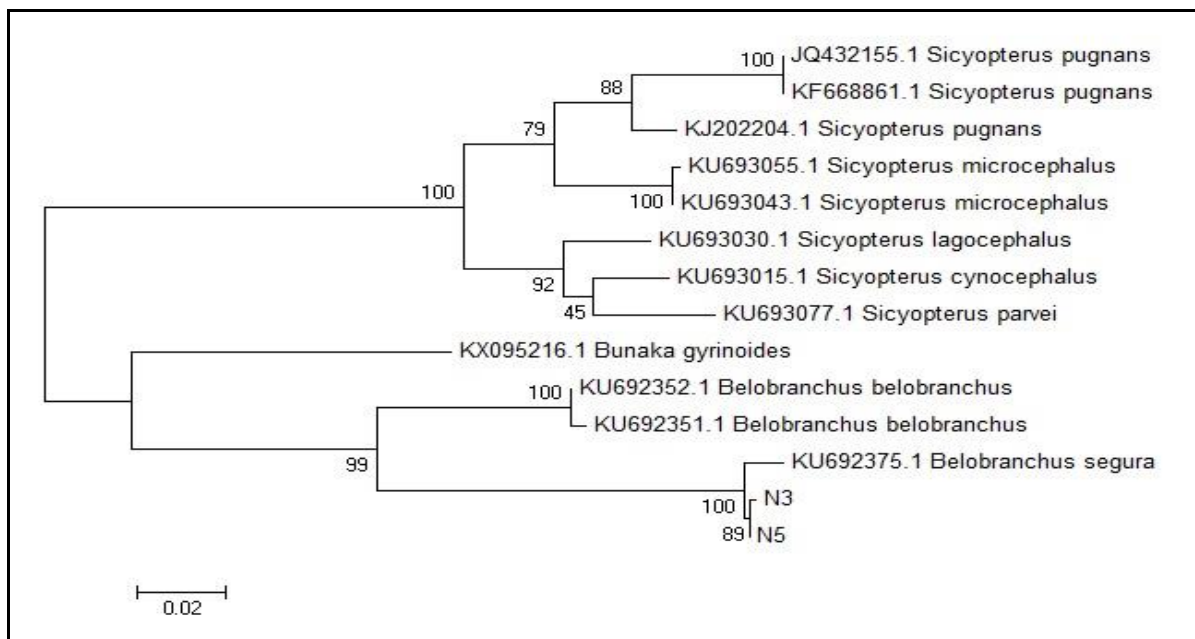 JQ432155.1 Sicyopterus pugnans
100
KF668861.1 Sicyopterus pugnans
88
KJ202204.1 Sicyopterus pugnans
79
KU693055.1 Sicyopterus microcephalus
100
100
KU693043.1 Sicyopterus microcephalus
KU693030.1 Sicyopterus lagocephalus
92
KU693015.1 Sicyopterus cynocephalus
45
KU693077.1 Sicyopterus parvei
KX095216.1 Bunaka gyrinoides
100
KU692352.1 Belobranchus belobranchus
KU692351.1 Belobranchus belobranchus
99
KU692375.1 Belobranchus segura
100
N3
89
N5
0.02